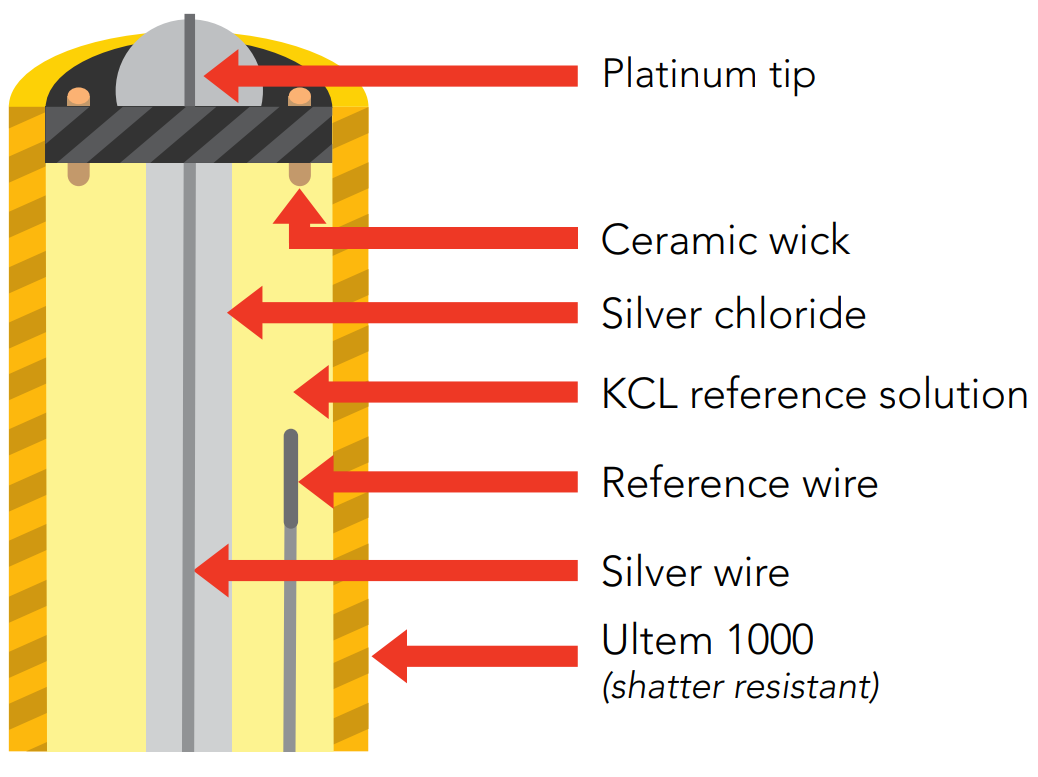 Platinum tip
Ceramic wick
Silver chloride
KCL reference solution
Reference wire
Silver wire
Ultem 1000
(shatter resistant)